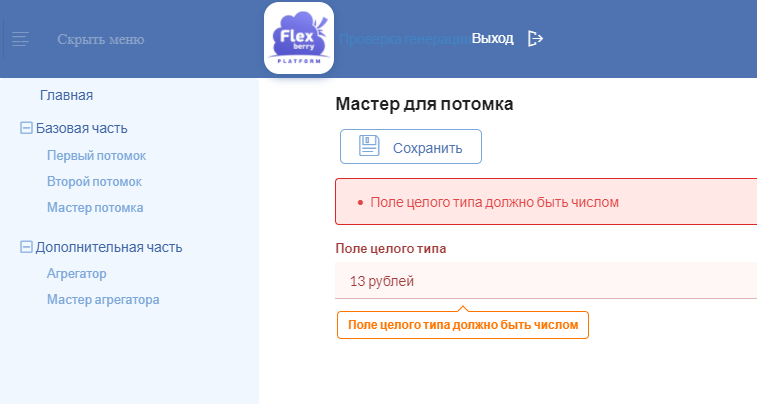 Скрыть меню
Flex
berry
PLATFORM
Проверка генерации
Выход
Главная
Базовая часть
Первый потомок
Второй потомок
Мастер потомка
Дополнительная часть
Агрегатор
Мастер агрегатора
Мастер для потомка
Сохранить
• Поле целого типа должно быть числом
Поле целого типа
13 рублей
Поле целого типа должно быть числом